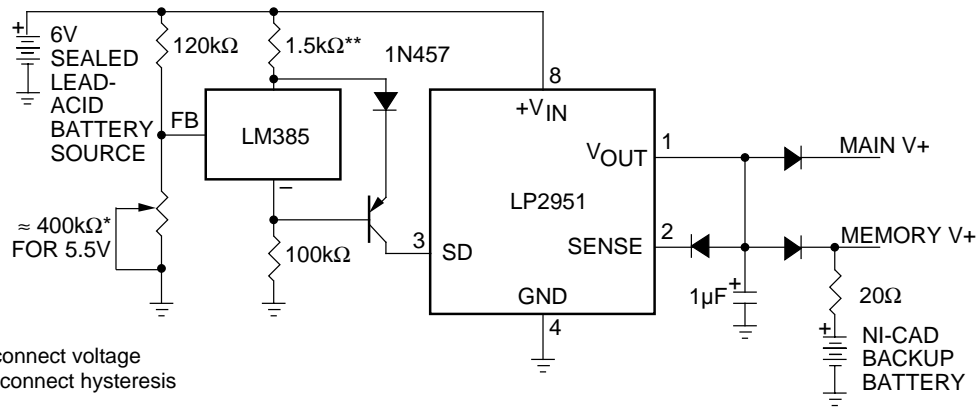 6V
SEALED
LEAD-
ACID
BATTERY
SOURCE
120kΩ
1.5kΩ**
1N457
FB
LM385
–
≈ 400kΩ*
FOR 5.5V
100kΩ
8
+VIN
VOUT
1
LP2951
3
SD
SENSE
2
GND
4
MAIN V+
MEMORY V+
1µF
+
20Ω
+
NI-CAD
BACKUP
BATTERY
+
connect voltage
connect hysteresis